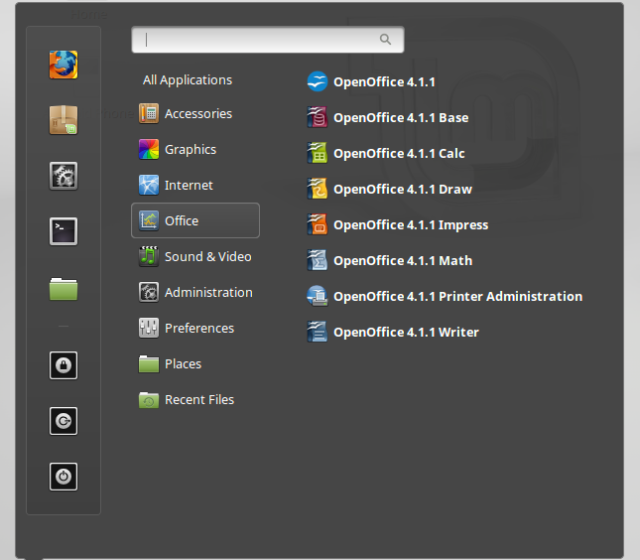 All Applications
Accessories
Graphics
Internet
Office
Sound & Video
Administration
Preferences
Places
Recent Files
OpenOffice 4.1.1
OpenOffice 4.1.1 Base
OpenOffice 4.1.1 Calc
OpenOffice 4.1.1 Draw
OpenOffice 4.1.1 Impress
OpenOffice 4.1.1 Math
OpenOffice 4.1.1 Printer Administration
OpenOffice 4.1.1 Writer